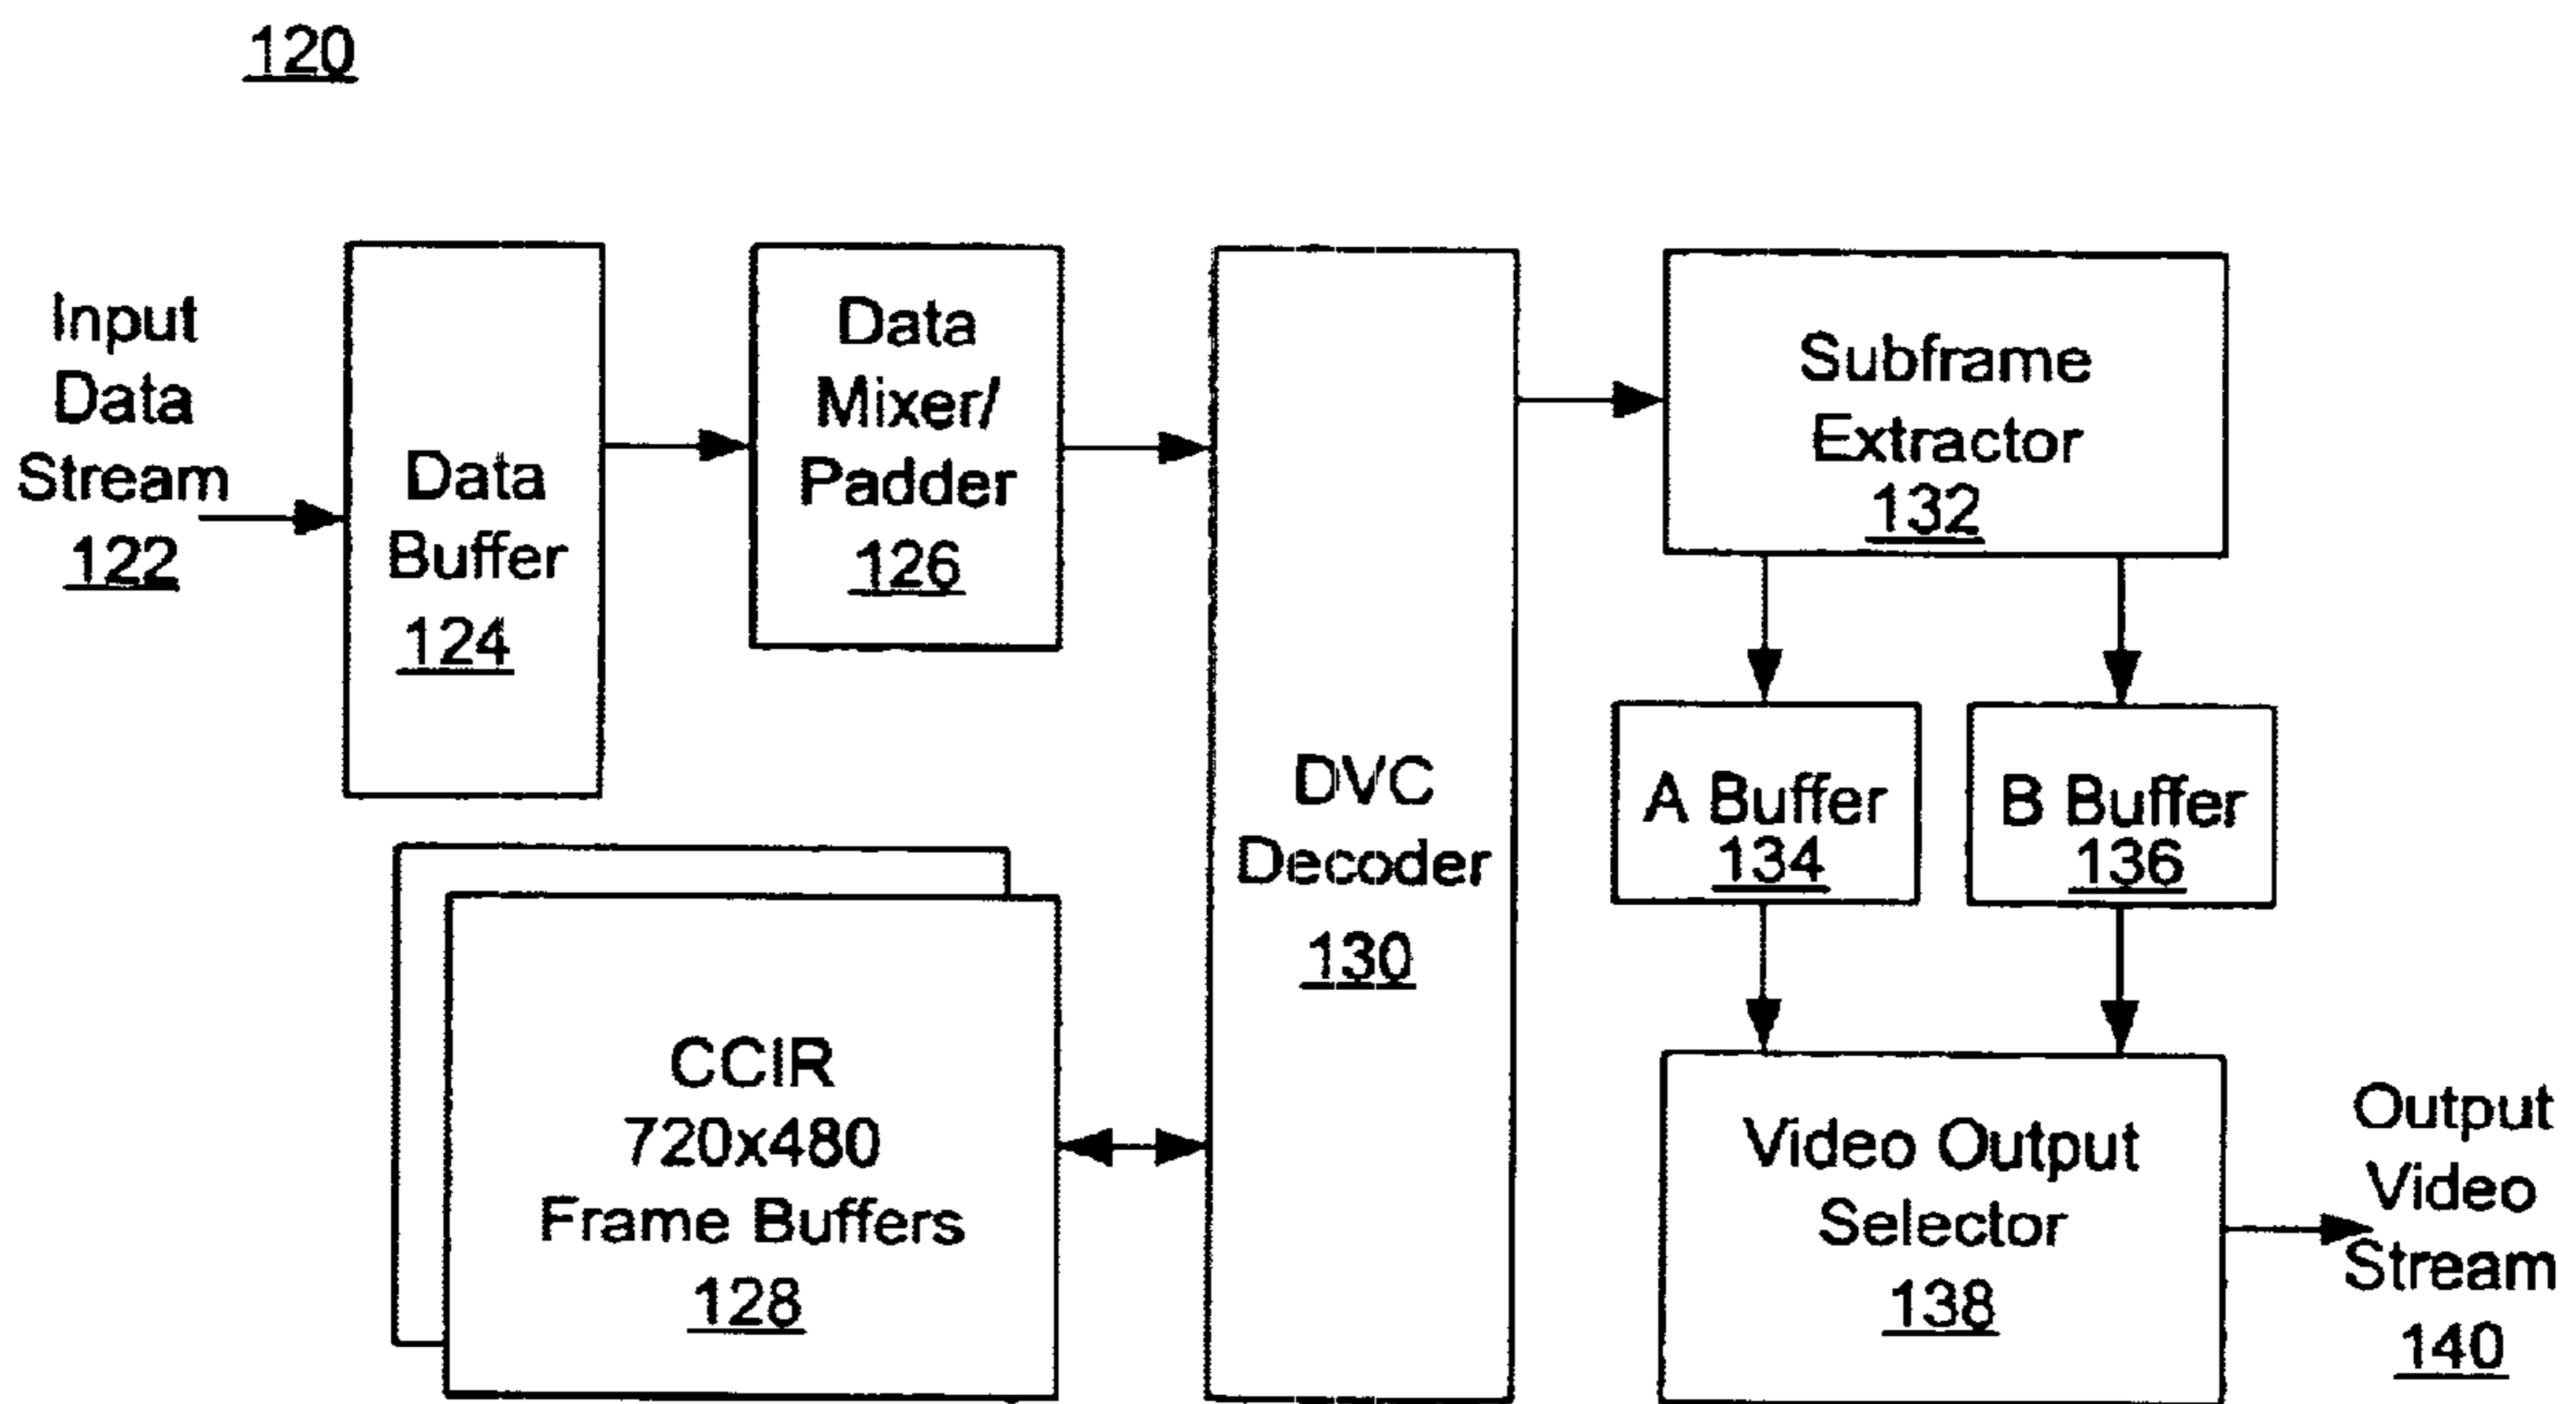 120
Input
Data
Stream
122
Data
Buffer
124
Data
Mixer/
Padder
126
CCIR
720x480
Frame Buffers
128
DVC
Decoder
130
Subframe
Extractor
132
A Buffer
134
B Buffer
136
Video Output
Selector
138
Output
Video
Stream
140